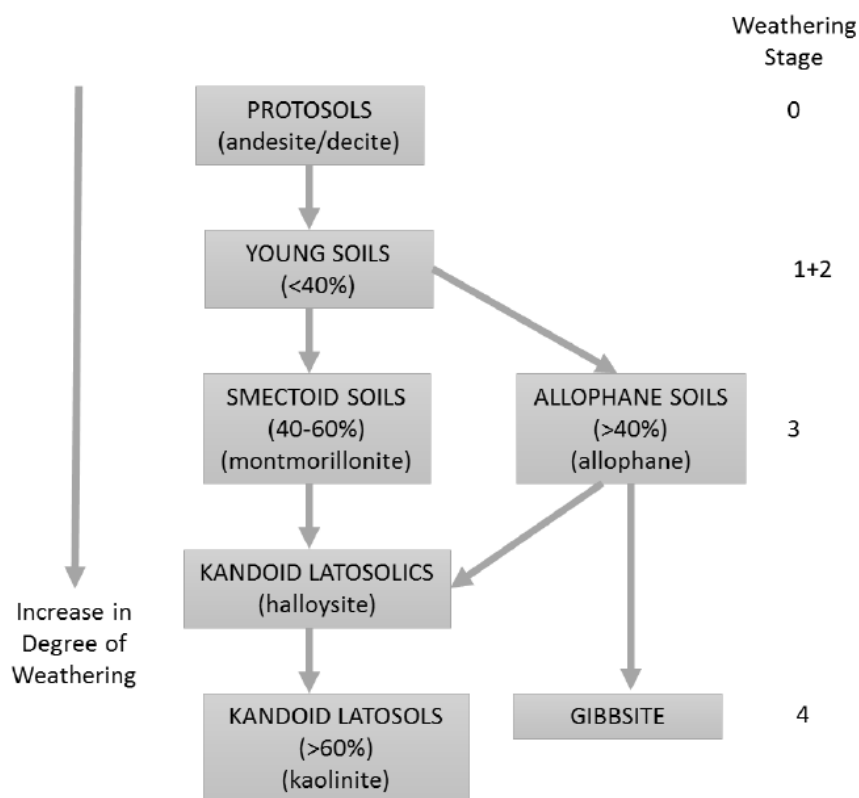 Weathering
Stage
PROTOSOLS
(andesite/decite)
0
YOUNG SOILS
(<40%)
1+2
SMECTOID SOILS
(40-60%)
(montmorillonite)
ALLOPHANE SOILS
(>40%)
(allophane)
3
KANDOID LATOSOLICS
(halloysite)
Increase in
Degree of
Weathering
KANDOID LATOSOLS
(>60%)
(kaolinite)
GIBBSITE
4